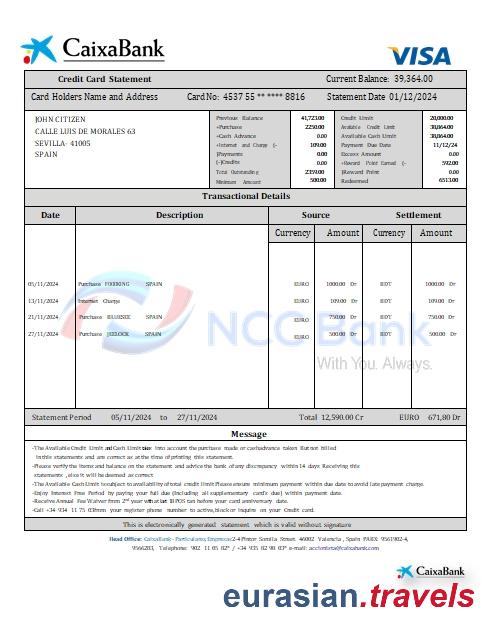 CaixaBank
VISA
Credit Card Statement Current Balance: 39,364.00
Card Holders Name and Address Card No: 4537 55 ** **** 8816 Statement Date 01/12/2024
JOHN CITIZEN
CALLE LUIS DE MORALES 63
SEVILLA- 41005
SPAIN
Previous Balance 41,723.00
+Purchase 2250.00
+Cash Advance 0.00
+Interest and Charge (- 109.00
)Payments 0.00
(-)Credits 0.00
Total Outstanding 2359.00
Minimum Amount 500.00
Credit Limit 20,000.00
Available Credit Limit 38,864.00
Available Cash Limit 38,864.00
Payment Due Date 11/12/24
Excess Amount 0.00
+Reward Point Earned (- 592.00
)Reward Point 0.00
Redeemed 6513.00
Transactional Details
Date Description Source Settlement
Currency Amount Currency Amount
05/11/2024 Purchase FOODKING SPAIN EURO 1000.00 Dr BDT 1000.00 Dr
13/11/2024 Interest Charge EURO 109.00 Dr BDT 109.00 Dr
21/11/2024 Purchase SPAIN EURO 750.00 Dr BDT 750.00 Dr
27/11/2024 Purchase SPAIN EURO 500.00 Dr BDT 500.00 Dr
NCC Bank
With You. Always.
Statement Period 05/11/2024 to 27/11/2024 Total 12,590.00 Cr EURO 671,80 Dr
Message
-The Available Credit Limit and Cash Limit takes into account the purchase made or cash advance taken But not billed
in this statements and are correct as at the time of printing this statement.
-Please verify the items and balance on the statement and advice the bank of any discrepancy within 14 days Receiving this
statements , else it will be deemed as correct.
-The Available Cash Limit is subject to availability of total credit limit Please ensure minimum payment within due date to avoid late payment charge.
-Enjoy Interest Free Period by paying your full due (Including all supplementary card's due) within payment date.
-Receive Annual Fee Waiver from 2nd year with at last 18 POS tan before your card anniversary date.
-Call +34 934 11 75 03 from your register phone number to active, block or inquire on your Credit card.
This is electronically generated statement which is valid without signature
Head Office: CaixaBank - Particulares, Empresas 2-4 Pintor Sorolla Street. 46002 Valencia , Spain PABX: 9561902-4,
9566283, Telephone: 902 11 05 82* / +34 935 82 98 03* e-mail: accionista@caixabank.com
CaixaBank
eurasian.travels